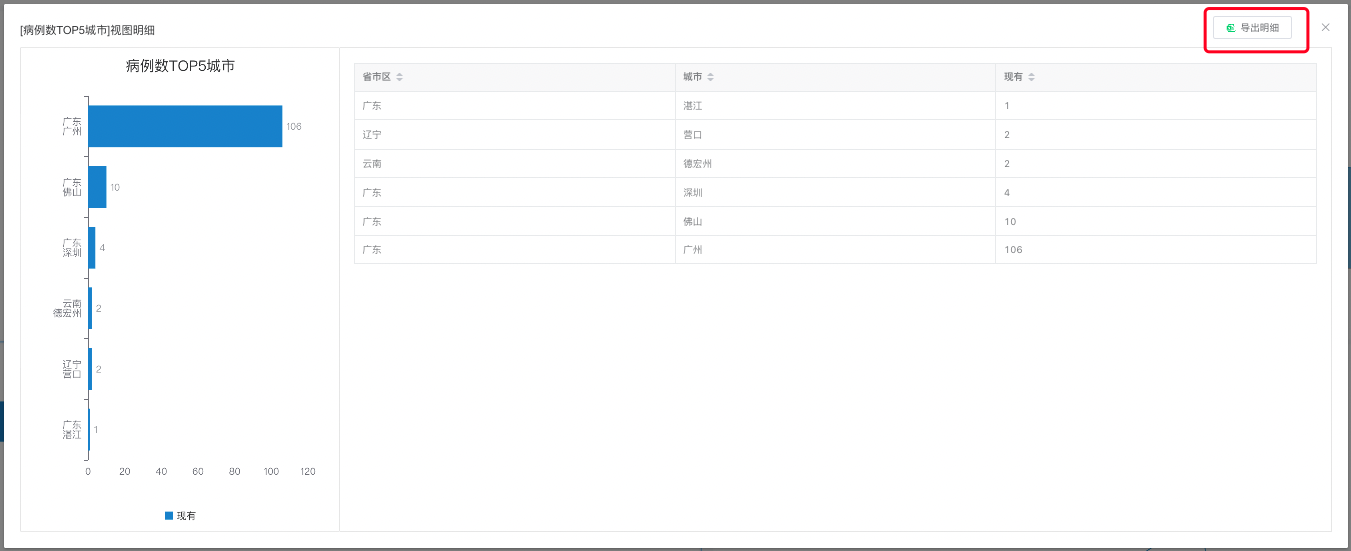 [病例数TOP5城市]视图明细
导出明细
病例数TOP5城市
广东
广州
106
广东
佛山
10
广东
深圳
4
云南
德宏州
2
辽宁
营口
2
广东
湛江
1
0 20 40 60 80 100 120
现有
省市区 城市 现有
广东 湛江 1
辽宁 营口 2
云南 德宏州 2
广东 深圳 4
广东 佛山 10
广东 广州 106